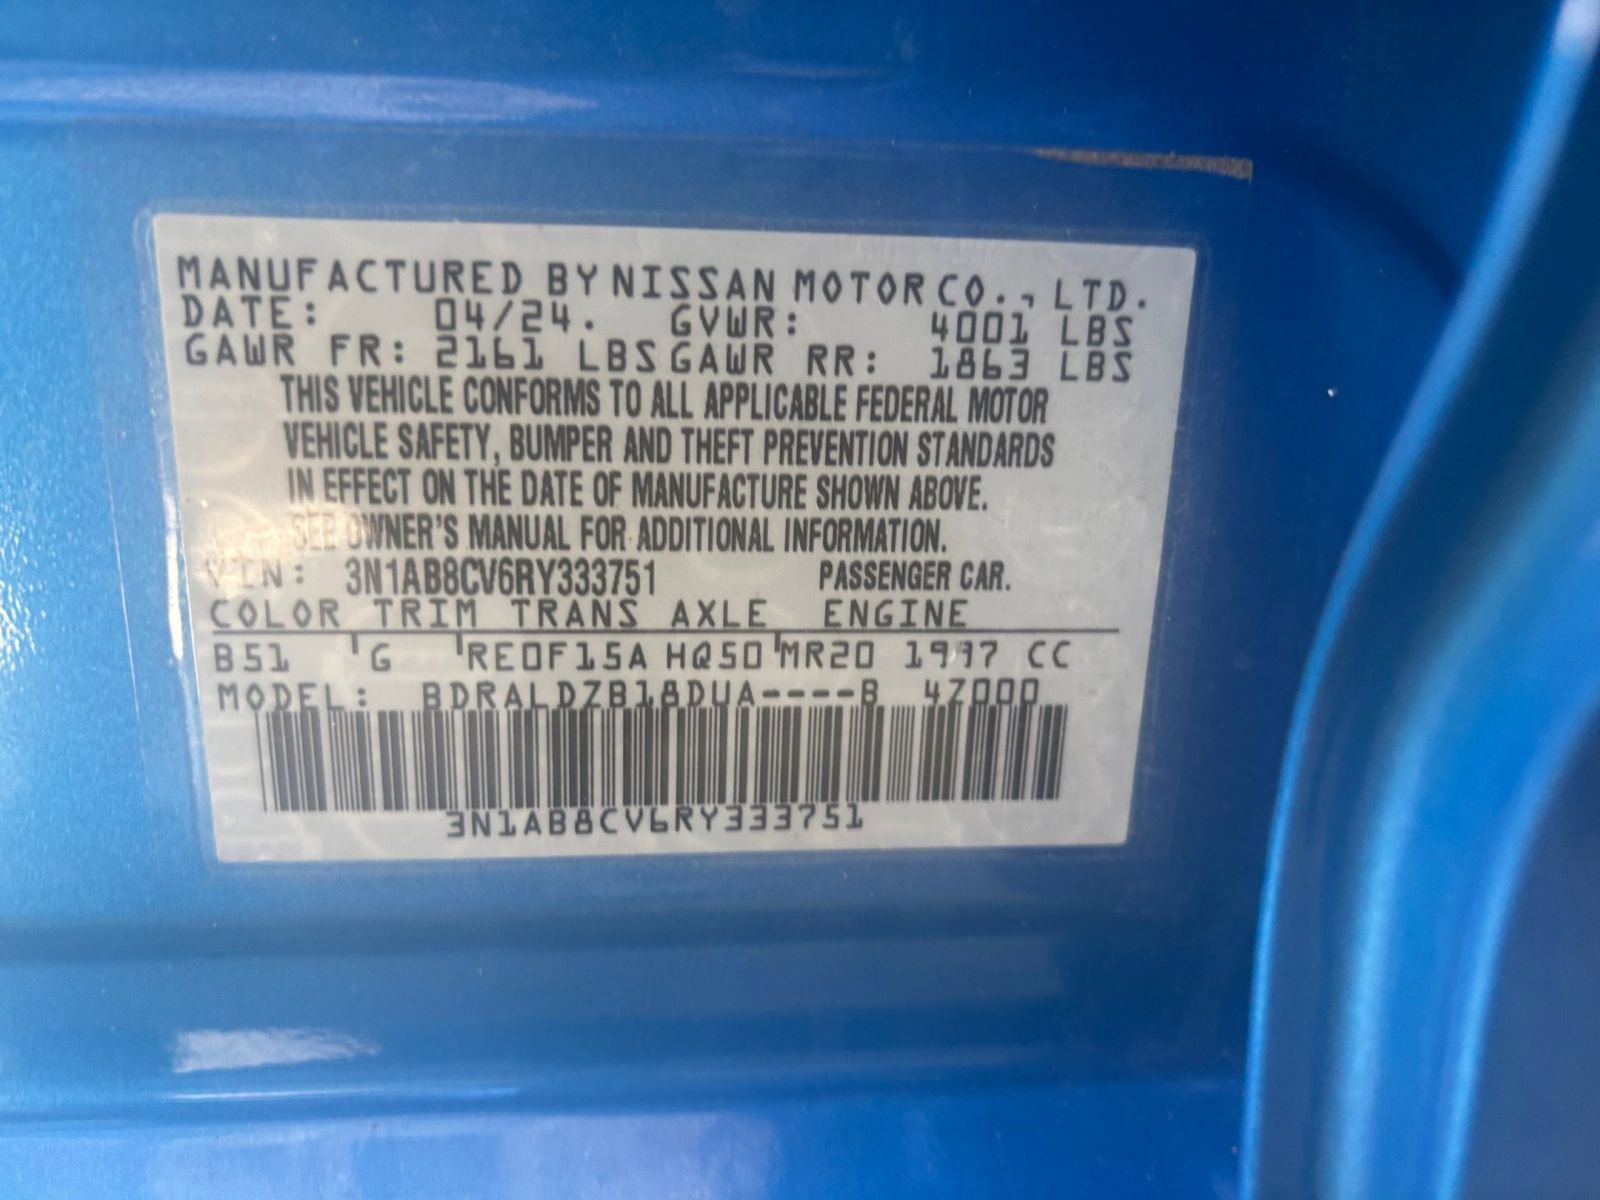 MANUFACTURED BY NISSAN MOTOR CO., LTD.
DATE: 04/24. GVWR: 4001 LBS
GAWR FR: 2161 LBS GAWR RR: 1863 LBS
THIS VEHICLE CONFORMS TO ALL APPLICABLE FEDERAL MOTOR
VEHICLE SAFETY, BUMPER AND THEFT PREVENTION STANDARDS
IN EFFECT ON THE DATE OF MANUFACTURE SHOWN ABOVE.
SEE OWNER'S MANUAL FOR ADDITIONAL INFORMATION.
VIN: 3N1AB8CV6RY333751 PASSENGER CAR.
COLOR TRIM TRANS AXLE ENGINE
B51 'G 'RE0F15A HQ50'MR20 1997 CC
MODEL: BDRALDZB18DUA----B 4Z000
3N1AB8CV6RY333751